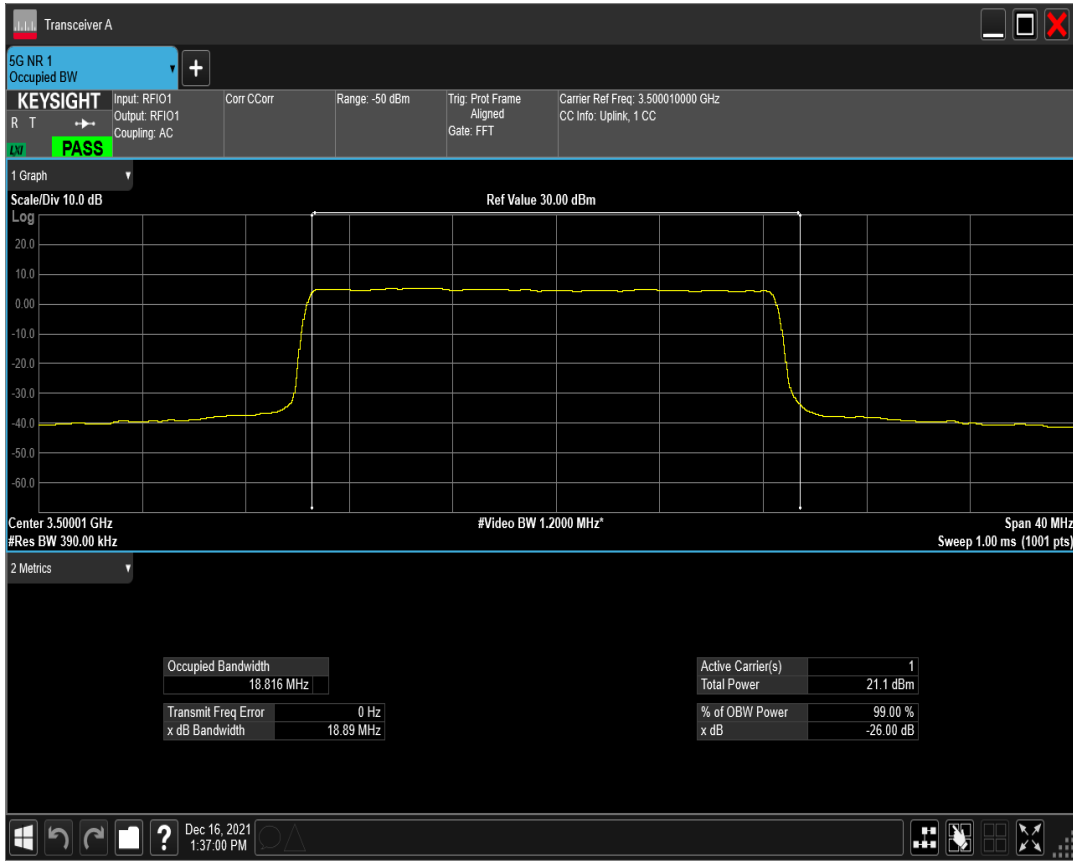 Transceiver A
5G NR 1
Occupied BW
+
KEYSIGHT
R T
LXI
PASS
Input: RFIO1
Output: RFIO1
Coupling: AC
Corr CCorr
Range: -50 dBm
Trig: Prot Frame
Aligned
Gate: FFT
Carrier Ref Freq: 3.500010000 GHz
CC Info: Uplink, 1 CC
1 Graph
Scale/Div 10.0 dB
Ref Value 30.00 dBm
Log
20.0
10.0
0.00
-10.0
-20.0
-30.0
-40.0
-50.0
-60.0
Center 3.50001 GHz
#Video BW 1.2000 MHz*
Span 40 MHz
#Res BW 390.00 kHz
Sweep 1.00 ms (1001 pts)
2 Metrics
Occupied Bandwidth
18.816 MHz
Transmit Freq Error 0 Hz
x dB Bandwidth 18.89 MHz
Active Carrier(s) 1
Total Power 21.1 dBm
% of OBW Power 99.00 %
x dB -26.00 dB
?
Dec 16, 2021
1:37:00 PM